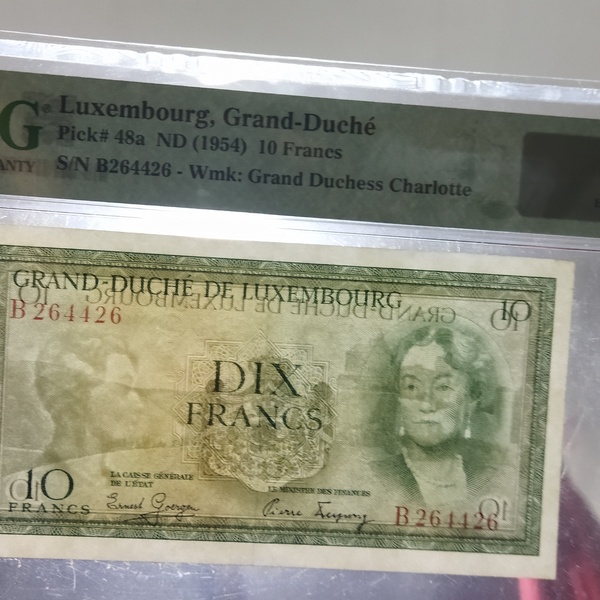 G
Luxembourg, Grand-Duché
Pick# 48a ND (1954) 10 Francs
ANTY
S/N B264426 - Wmk: Grand Duchess Charlotte
GRAND-DUCHÉ DE LUXEMBOURG
10
B 264426
DIX
FRANCS
LA CAISSE GÉNÉRALE
DE L'ÉTAT
LE MINISTRE DES FINANCES
10
FRANCS
B 264426